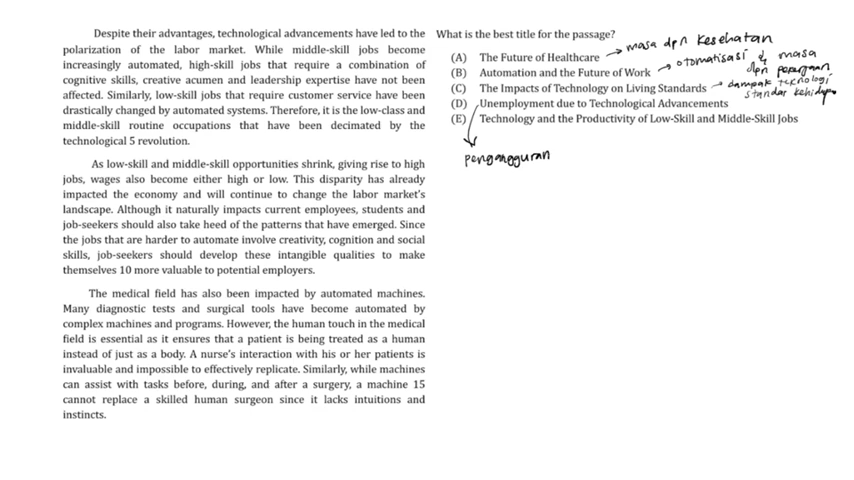 Despite their advantages, technological advancements have led to the
polarization of the labor market. While middle-skill jobs become
increasingly automated, high-skill jobs that require a combination of
cognitive skills, creative acumen and leadership expertise have not been
affected. Similarly, low-skill jobs that require customer service have been
drastically changed by automated systems. Therefore, it is the low-class and
middle-skill routine occupations that have been decimated by the
technological 5 revolution.
As low-skill and middle-skill opportunities shrink, giving rise to high
jobs, wages also become either high or low. This disparity has already
impacted the economy and will continue to change the labor market's
landscape. Although it naturally impacts current employees, students and
job-seekers should also take heed of the patterns that have emerged. Since
the jobs that are harder to automate involve creativity, cognition and social
skills, job-seekers should develop these intangible qualities to make
themselves 10 more valuable to potential employers.
The medical field has also been impacted by automated machines.
Many diagnostic tests and surgical tools have become automated by
complex machines and programs. However, the human touch in the medical
field is essential as it ensures that a patient is being treated as a human
instead of just as a body. A nurse's interaction with his or her patients is
invaluable and impossible to effectively replicate. Similarly, while machines
can assist with tasks before, during, and after a surgery, a machine 15
cannot replace a skilled human surgeon since it lacks intuitions and
instincts.
What is the best title for the passage?
(A) The Future of Healthcare → masa dpn kesehatan
(B) Automation and the Future of Work → otomatisasi & masa
dpn pekerjaan
(C) The Impacts of Technology on Living Standards → dampak teknologi
standar kehidupan
(D) Unemployment due to Technological Advancements
(E) Technology and the Productivity of Low-Skill and Middle-Skill Jobs
pengangguran